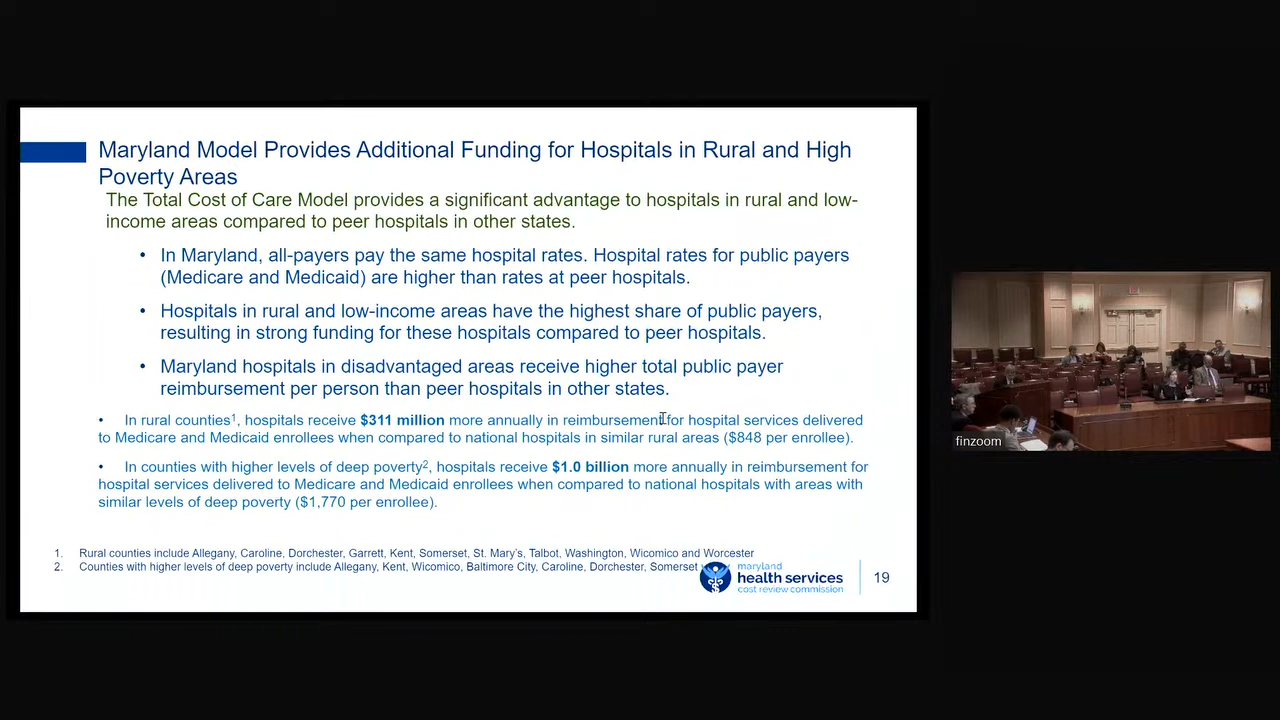 Maryland Model Provides Additional Funding for Hospitals in Rural and High
Poverty Areas
The Total Cost of Care Model provides a significant advantage to hospitals in rural and low-
income areas compared to peer hospitals in other states.
• In Maryland, all-payers pay the same hospital rates. Hospital rates for public payers
(Medicare and Medicaid) are higher than rates at peer hospitals.
• Hospitals in rural and low-income areas have the highest share of public payers,
resulting in strong funding for these hospitals compared to peer hospitals.
• Maryland hospitals in disadvantaged areas receive higher total public payer
reimbursement per person than peer hospitals in other states.
• In rural counties¹, hospitals receive $311 million more annually in reimbursement for hospital services delivered
to Medicare and Medicaid enrollees when compared to national hospitals in similar rural areas ($848 per enrollee).
• In counties with higher levels of deep poverty², hospitals receive $1.0 billion more annually in reimbursement for
hospital services delivered to Medicare and Medicaid enrollees when compared to national hospitals with areas with
similar levels of deep poverty ($1,770 per enrollee).
1. Rural counties include Allegany, Caroline, Dorchester, Garrett, Kent, Somerset, St. Mary's, Talbot, Washington, Wicomico and Worcester
2. Counties with higher levels of deep poverty include Allegany, Kent, Wicomico, Baltimore City, Caroline, Dorchester, Somerset
maryland
health services
cost review commission
19
finzoom